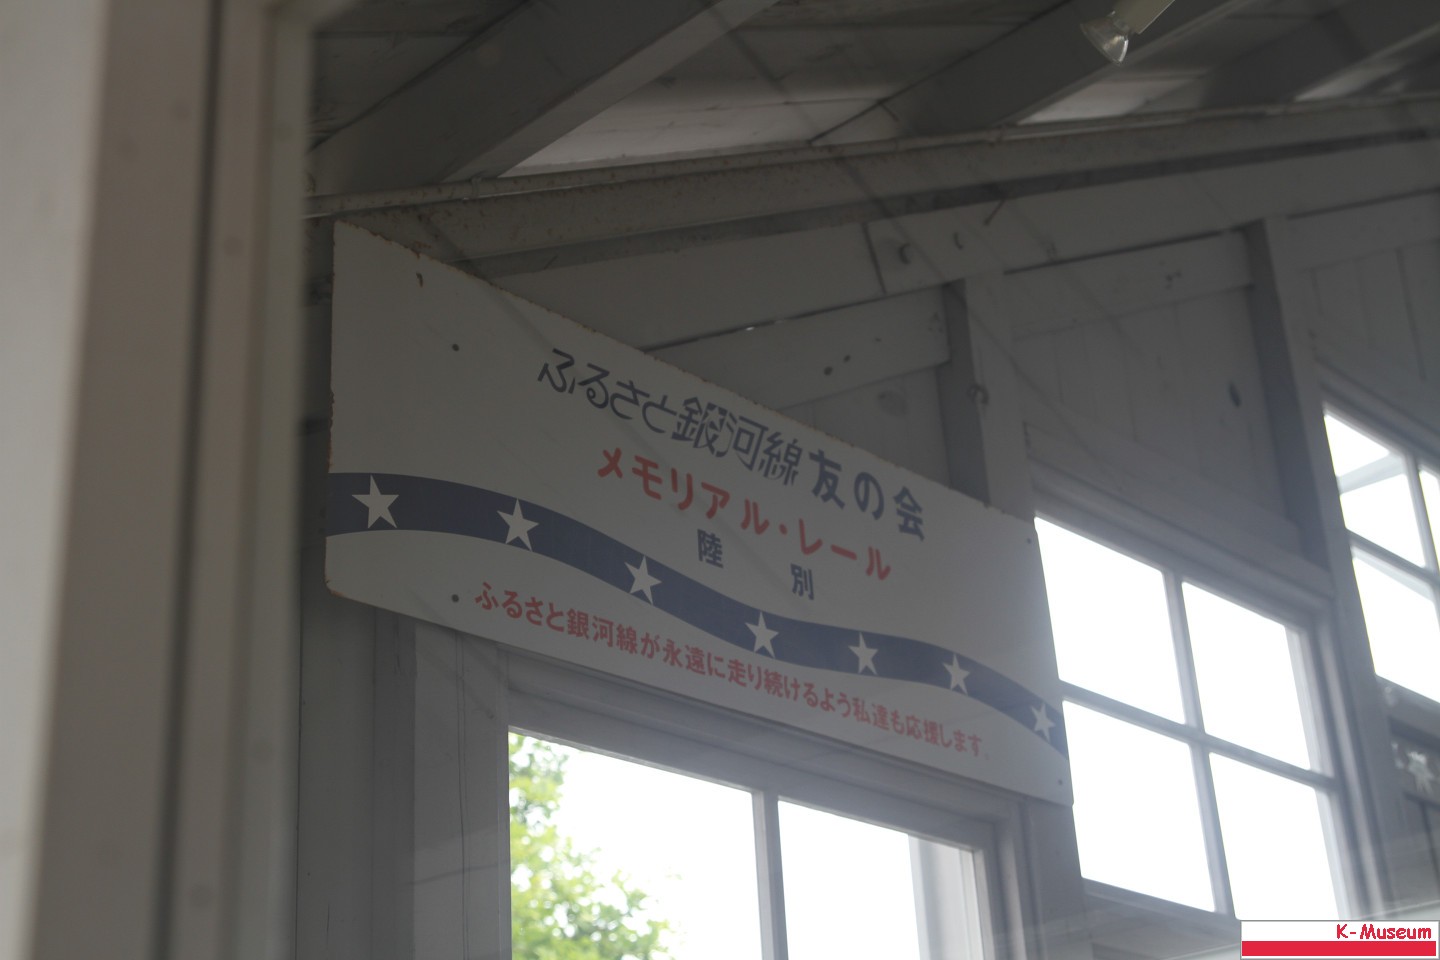 ふるさと銀河線友の会
メモリアル・レール
陸別
ふるさと銀河線が永遠に走り続けるよう私達も応援します。
K-Museum